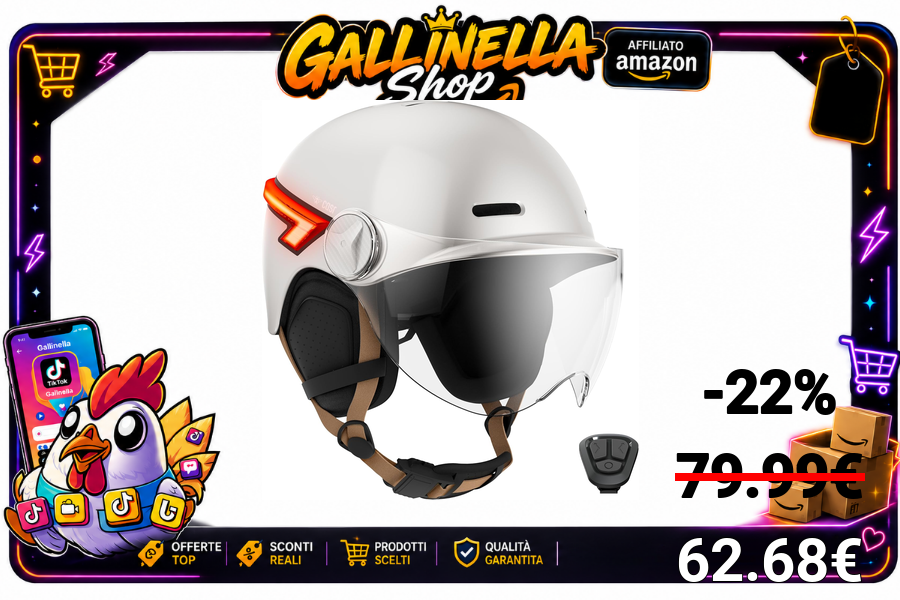 GALLINELLA
Shop
AFFILIATO
amazon
Gallinella
TikTok
Gallinella
-22%
79.99€
62.68€
OFFERTE
TOP
SCONTI
REALI
PRODOTTI
SCELTI
QUALITÀ
GARANTITA